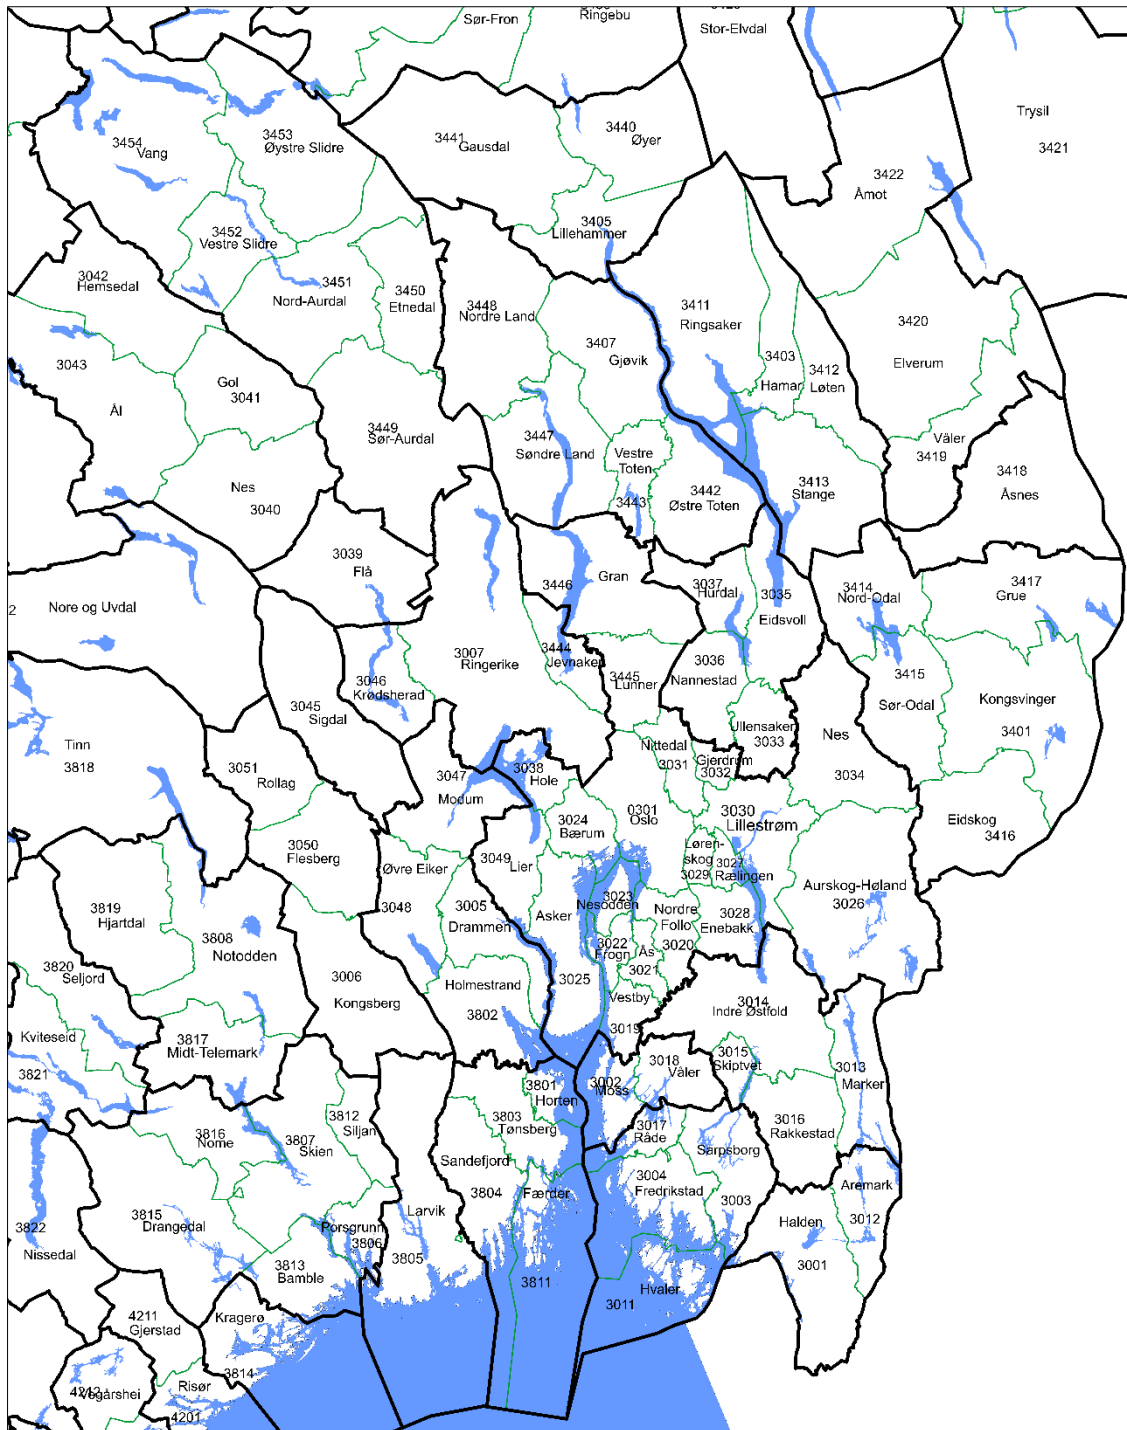 Sør-Fron
Ringebu
Stor-Elvdal
Trysil
3421
3454
Vang
3453
Øystre Slidre
3441
Gausdal
3440
Øyer
3422
Åmot
3452
Vestre Slidre
3405
Lillehammer
3042
Hemsedal
3451
Nord-Aurdal
3450
Etnedal
3448
Nordre Land
3411
Ringsaker
3407
Gjøvik
3420
Elverum
3403
Hamar
3412
Løten
3043
Ål
Gol
3041
3449
Sør-Aurdal
3447
Søndre Land
Vestre
Toten
3443
3442
Østre Toten
3413
Stange
Våler
3419
3418
Åsnes
Nes
3040
3039
Flå
3446
Gran
3037
Hurdal
3035
Eidsvoll
3414
Nord-Odal
3417
Grue
2
Nore og Uvdal
3007
Ringerike
3444
Jevnaker
3445
Lunner
3036
Nannestad
3415
Sør-Odal
Kongsvinger
3401
3046
Krødsherad
3045
Sigdal
Ullensaker
3033
Nes
3034
Tinn
3818
3051
Rollag
3047
Modum
3038
Hole
Nittedal
3031
Gjerdrum
3032
3024
Bærum
0301
Oslo
3030
Lillestrøm
Eidskog
3416
3050
Flesberg
Øvre Eiker
3048
3049
Lier
Løren-
skog
3029
3027
Rælingen
Aurskog-Høland
3026
3819
Hjartdal
3005
Drammen
Asker
3025
3023
Nesodden
Nordre
Follo
3020
3028
Enebakk
3808
Notodden
3022
Frogn
Ås
3021
3820
Seljord
3006
Kongsberg
Holmestrand
3802
Vestby
3019
3014
Indre Østfold
Kviteseid
3821
3817
Midt-Telemark
3015
Skiptvet
3018
Våler
3013
Marker
3002
Moss
3801
Horten
3803
Tønsberg
3812
Siljan
3816
Nome
3807
Skien
3017
Råde
3016
Rakkestad
Sarpsborg
3003
Sandefjord
3804
Færder
3811
3004
Fredrikstad
Aremark
3012
3815
Drangedal
Larvik
3805
Porsgrunn
3806
Halden
3001
3822
Nissedal
3813
Bamble
Hvaler
3011
4211
Gjerstad
Kragerø
3814
4212
Vegårshei
Risør
4201